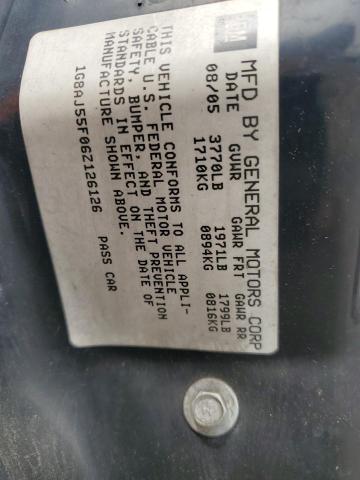 GM
MFD BY GENERAL MOTORS CORP
DATE GVWR GAWR FRT GAWR RR
08/05 3770LB 1971LB 1799LB
1710KG 0894KG 0816KG
THIS VEHICLE CONFORMS TO ALL APPLI-
CABLE U.S. FEDERAL MOTOR VEHICLE
SAFETY, BUMPER, AND THEFT PREVENTION
STANDARDS IN EFFECT ON THE DATE OF
MANUFACTURE SHOWN ABOVE.
1G8AJ55F06Z126126 PASS CAR